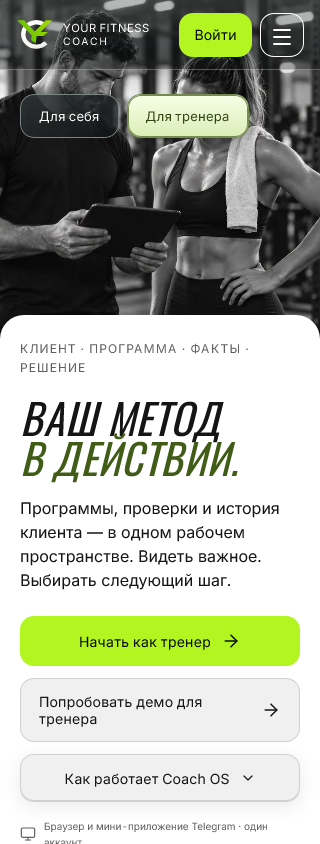 YOUR FITNESS
COACH
Войти
Для себя
Для тренера
КЛИЕНТ · ПРОГРАММА · ФАКТЫ ·
РЕШЕНИЕ
ВАШ МЕТОД
В ДЕЙСТВИИ.
Программы, проверки и история
клиента — в одном рабочем
пространстве. Видеть важное.
Выбирать следующий шаг.
Начать как тренер
Попробовать демо для
тренера
Как работает Coach OS
Браузер и мини-приложение Telegram · один
аккаунт